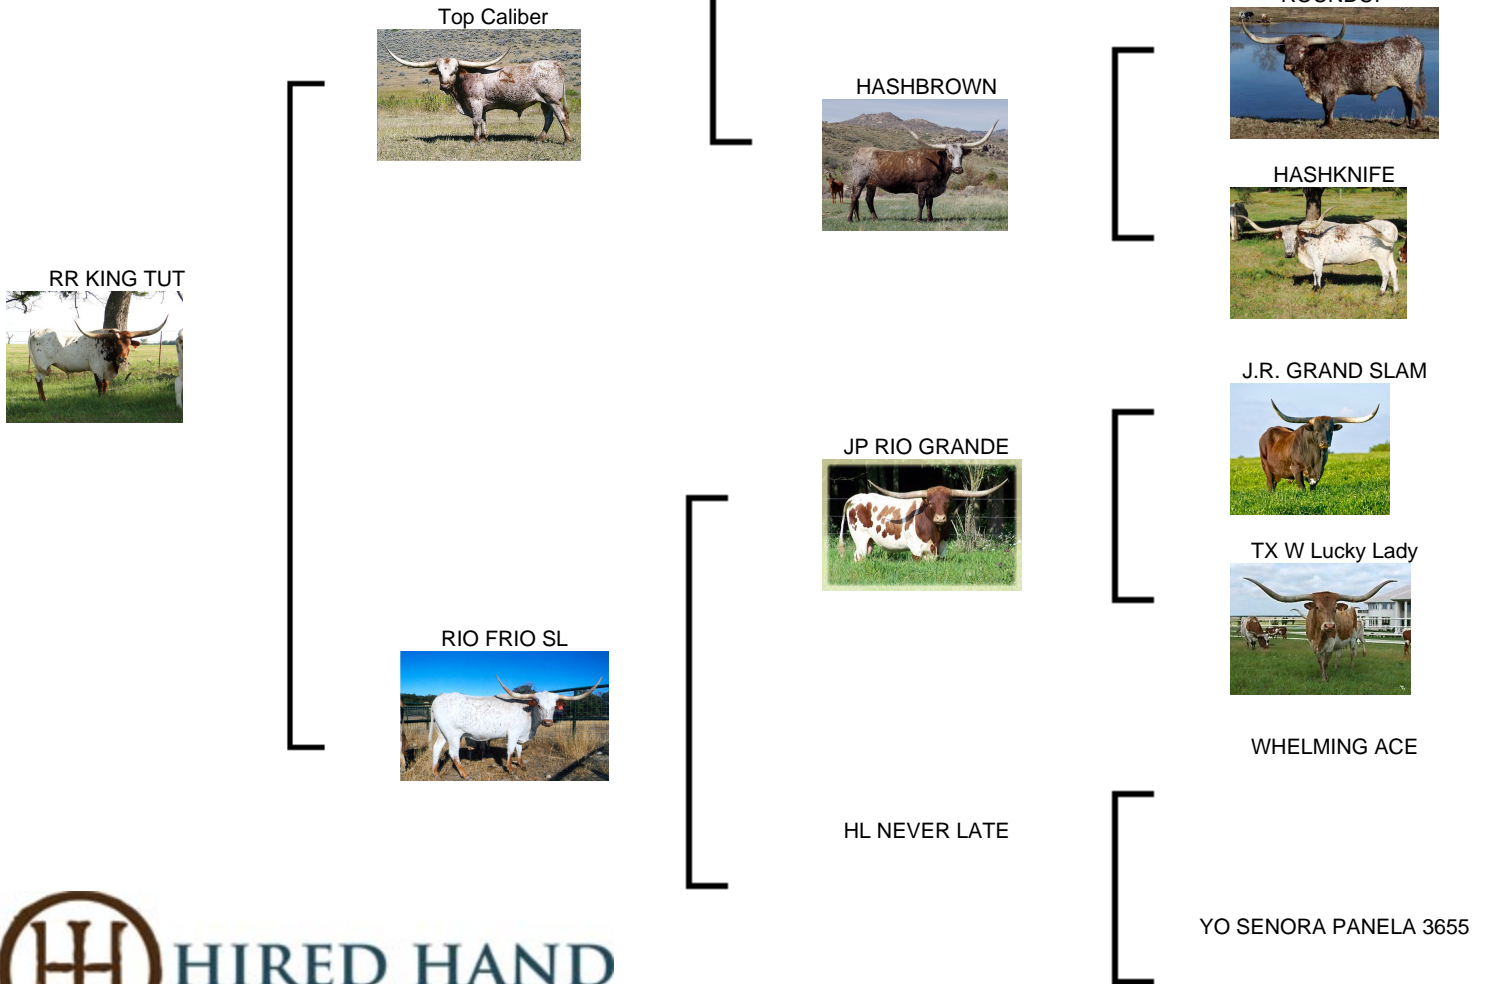 Top Caliber
HASHBROWN
HASHKNIFE
RR KING TUT
J.R. GRAND SLAM
JP RIO GRANDE
TX W Lucky Lady
RIO FRIO SL
WHELMING ACE
HL NEVER LATE
YO SENORA PANELA 3655
HIRED HAND